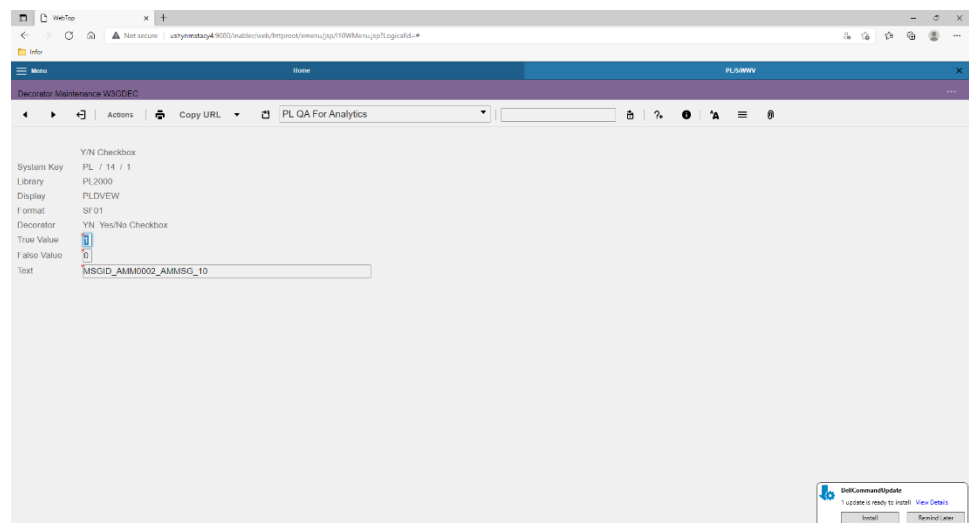 WebTop
Not secure ushynmstacy4:9080/inabler/web/httproot/emenu/jsp/I10WMenu.jsp?LogicalId=#
Infor
Menu Home PL/5/WWV
Decorator Maintenance W3GDEC
Actions Copy URL PL QA For Analytics
Y/N Checkbox
System Key PL / 14 / 1
Library PL2000
Display PLDVEW
Format SF01
Decorator YN Yes/No Checkbox
True Value 1
False Value 0
Text MSGID_AMM0002_AMMSG_10
DellCommandUpdate
1 update is ready to install View Details
Install Remind Later